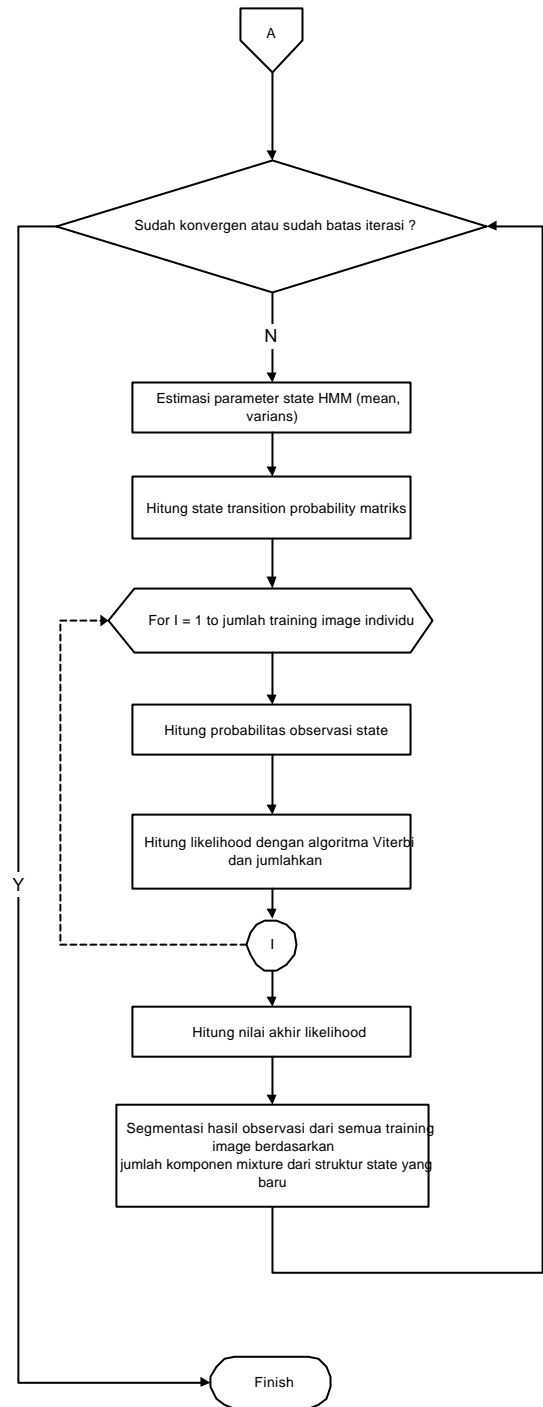 A
Sudah konvergen atau sudah batas iterasi ?
N
Estimasi parameter state HMM (mean,
varians)
Hitung state transition probability matriks
For I = 1 to jumlah training image individu
Hitung probabilitas observasi state
Hitung likelihood dengan algoritma Viterbi
dan jumlahkan
Y
I
Hitung nilai akhir likelihood
Segmentasi hasil observasi dari semua training
image berdasarkan
jumlah komponen mixture dari struktur state yang
baru
Finish